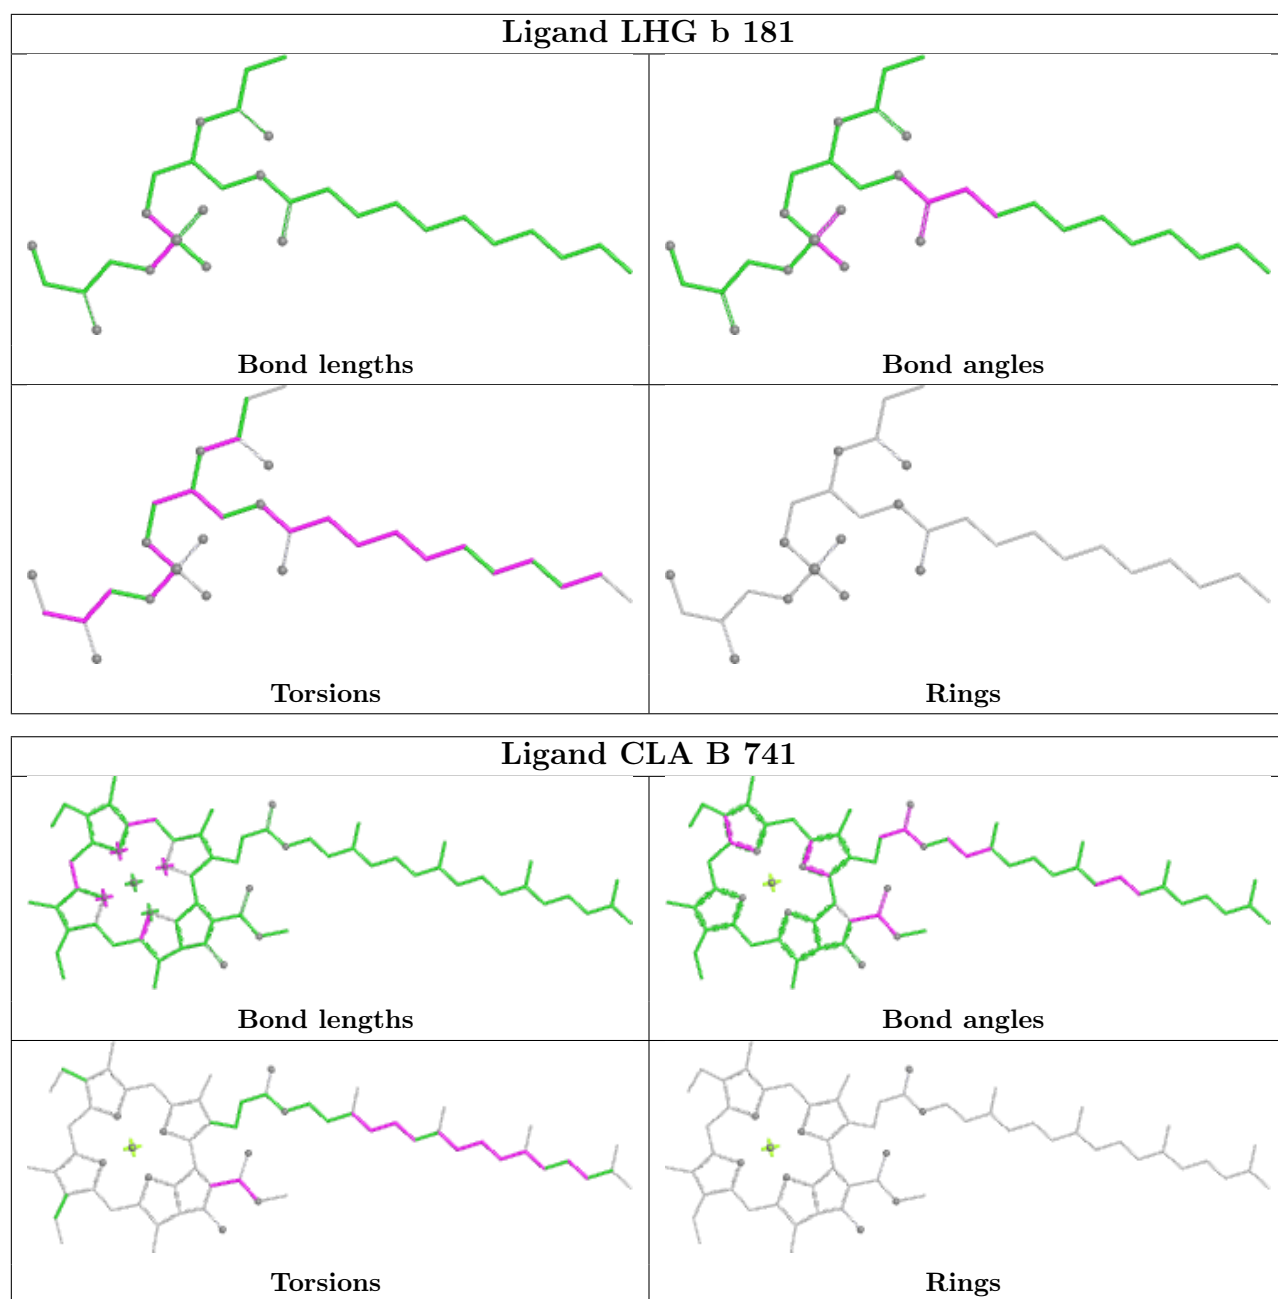 Ligand LHG b 181
Bond lengths
Bond angles
Torsions
Rings
Ligand CLA B 741
Bond lengths
Bond angles
Torsions
Rings